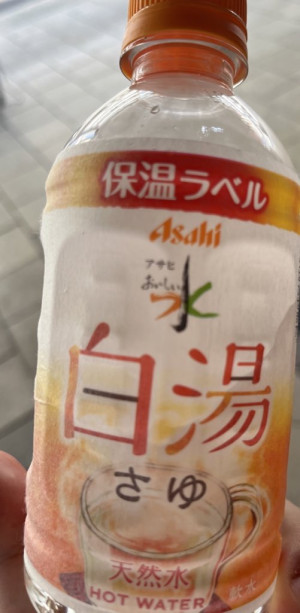 保温ラベル
Asahi
アサヒ
おいしい
水
白湯
さゆ
天然水
HOT WATER